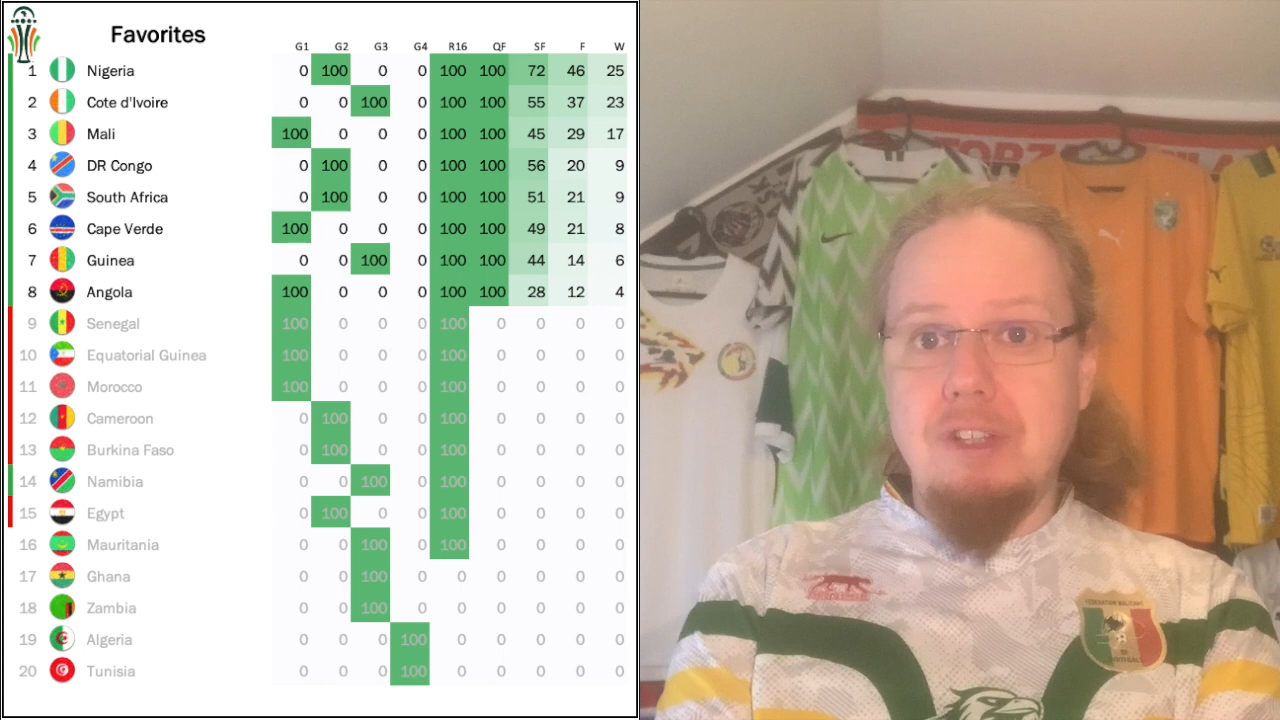 Favorites
G1 G2 G3 G4 R16 QF SF F W
1 Nigeria 0 100 0 0 100 100 72 46 25
2 Cote d'Ivoire 0 0 100 0 100 100 55 37 23
3 Mali 100 0 0 0 100 100 45 29 17
4 DR Congo 0 100 0 0 100 100 56 20 9
5 South Africa 0 100 0 0 100 100 51 21 9
6 Cape Verde 100 0 0 0 100 100 49 21 8
7 Guinea 0 0 100 0 100 100 44 14 6
8 Angola 100 0 0 0 100 100 28 12 4
9 Senegal 100 0 0 0 100 0 0 0 0
10 Equatorial Guinea 100 0 0 0 100 0 0 0 0
11 Morocco 100 0 0 0 100 0 0 0 0
12 Cameroon 0 100 0 0 100 0 0 0 0
13 Burkina Faso 0 100 0 0 100 0 0 0 0
14 Namibia 0 0 100 0 100 0 0 0 0
15 Egypt 0 100 0 0 100 0 0 0 0
16 Mauritania 0 0 100 0 100 0 0 0 0
17 Ghana 0 0 100 0 0 0 0 0 0
18 Zambia 0 0 100 0 0 0 0 0 0
19 Algeria 0 0 0 100 0 0 0 0 0
20 Tunisia 0 0 0 100 0 0 0 0 0
FORZ